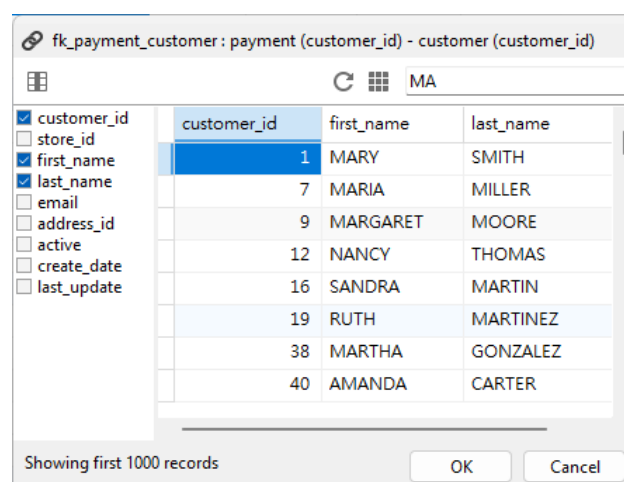 fk_payment_customer : payment (customer_id) - customer (customer_id)
MA
customer_id
store_id
first_name
last_name
email
address_id
active
create_date
last_update
customer_id first_name last_name
1 MARY SMITH
7 MARIA MILLER
9 MARGARET MOORE
12 NANCY THOMAS
16 SANDRA MARTIN
19 RUTH MARTINEZ
38 MARTHA GONZALEZ
40 AMANDA CARTER
Showing first 1000 records
OK Cancel